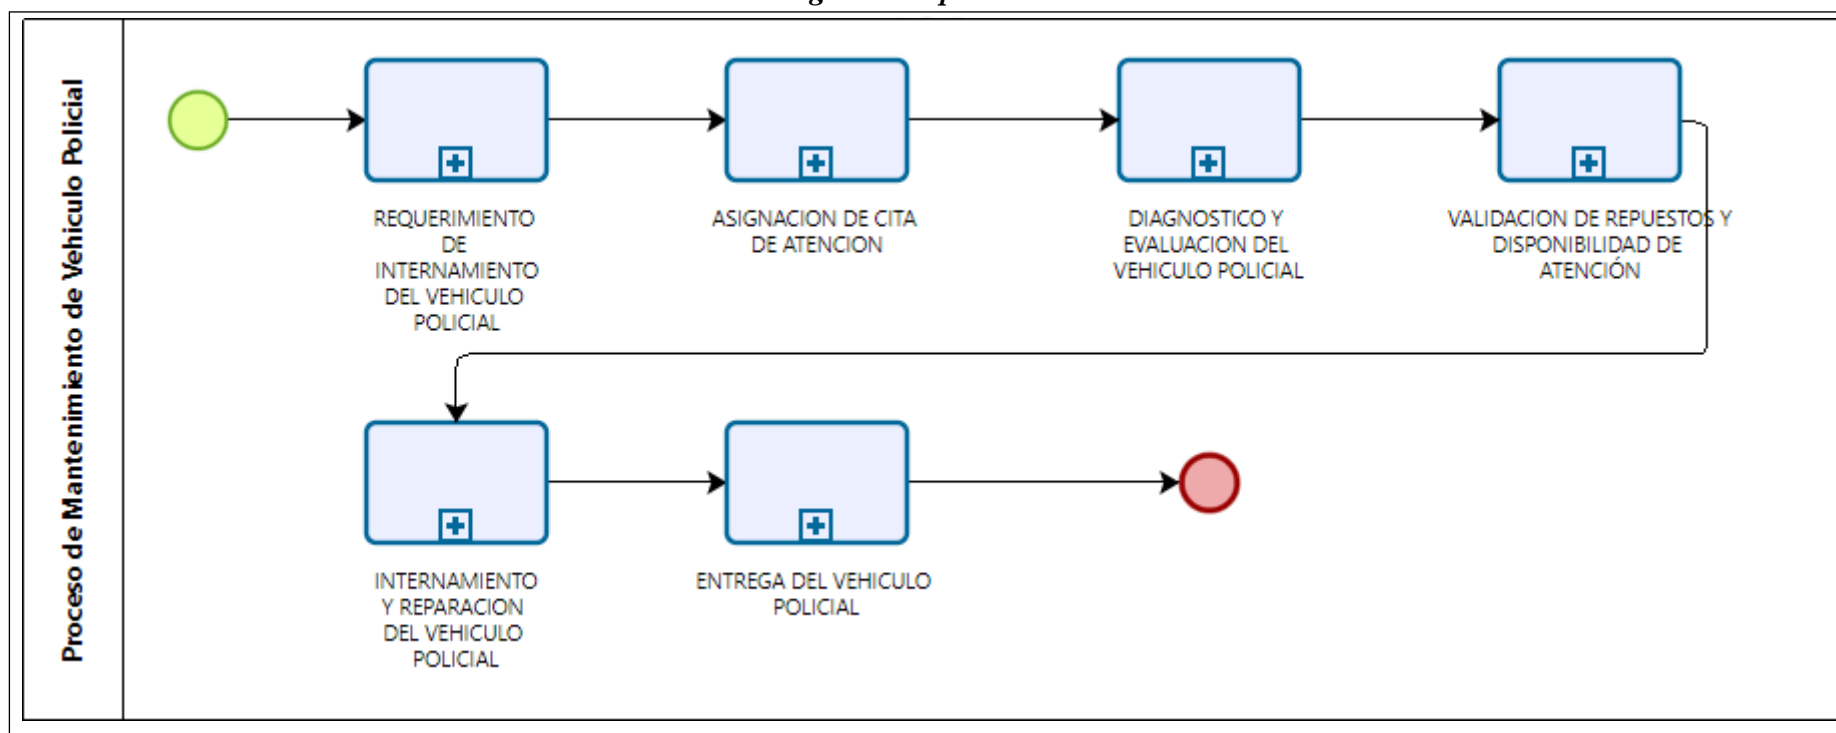 Proceso de Mantenimiento de Vehiculo Policial
REQUERIMIENTO
DE
INTERNAMIENTO
DEL VEHICULO
POLICIAL
ASIGNACION DE CITA
DE ATENCION
DIAGNOSTICO Y
EVALUACION DEL
VEHICULO POLICIAL
VALIDACION DE REPUESTOS Y
DISPONIBILIDAD DE
ATENCIÓN
INTERNAMIENTO
Y REPARACION
DEL VEHICULO
POLICIAL
ENTREGA DEL VEHICULO
POLICIAL